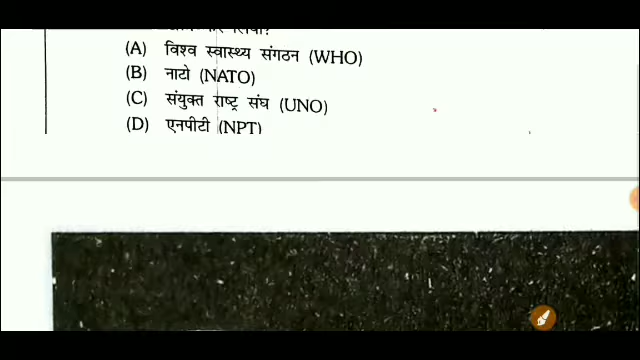 (A) विश्व स्वास्थ्य संगठन (WHO)
(B) नाटो (NATO)
(C) संयुक्त राष्ट्र संघ (UNO)
(D) एनपीटी (NPT)